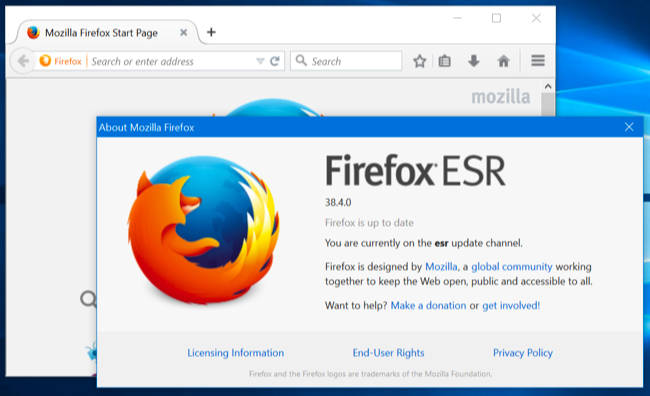 Mozilla Firefox Start Page
Firefox Search or enter address Search
mozilla
About Mozilla Firefox
Firefox ESR
38.4.0
Firefox is up to date
You are currently on the esr update channel.
Firefox is designed by Mozilla, a global community working
together to keep the Web open, public and accessible to all.
Want to help? Make a donation or get involved!
Licensing Information End-User Rights Privacy Policy
Firefox and the Firefox logos are trademarks of the Mozilla Foundation.